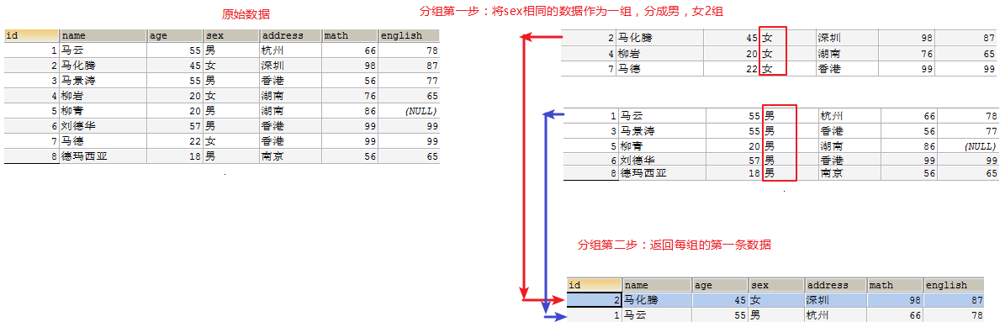 原始数据
id name age sex address math english
1 马云 55 男 杭州 66 78
2 马化腾 45 女 深圳 98 87
3 马景涛 55 男 香港 56 77
4 柳岩 20 女 湖南 76 65
5 柳青 20 男 湖南 86 (NULL)
6 刘德华 57 男 香港 99 99
7 马德 22 女 香港 99 99
8 德玛西亚 18 男 南京 56 65
分组第一步：将sex相同的数据作为一组，分成男，女2组
2 马化腾 45 女 深圳 98 87
4 柳岩 20 女 湖南 76 65
7 马德 22 女 香港 99 99
1 马云 55 男 杭州 66 78
3 马景涛 55 男 香港 56 77
5 柳青 20 男 湖南 86 (NULL)
6 刘德华 57 男 香港 99 99
8 德玛西亚 18 男 南京 56 65
分组第二步：返回每组的第一条数据
id name age sex address math english
2 马化腾 45 女 深圳 98 87
1 马云 55 男 杭州 66 78